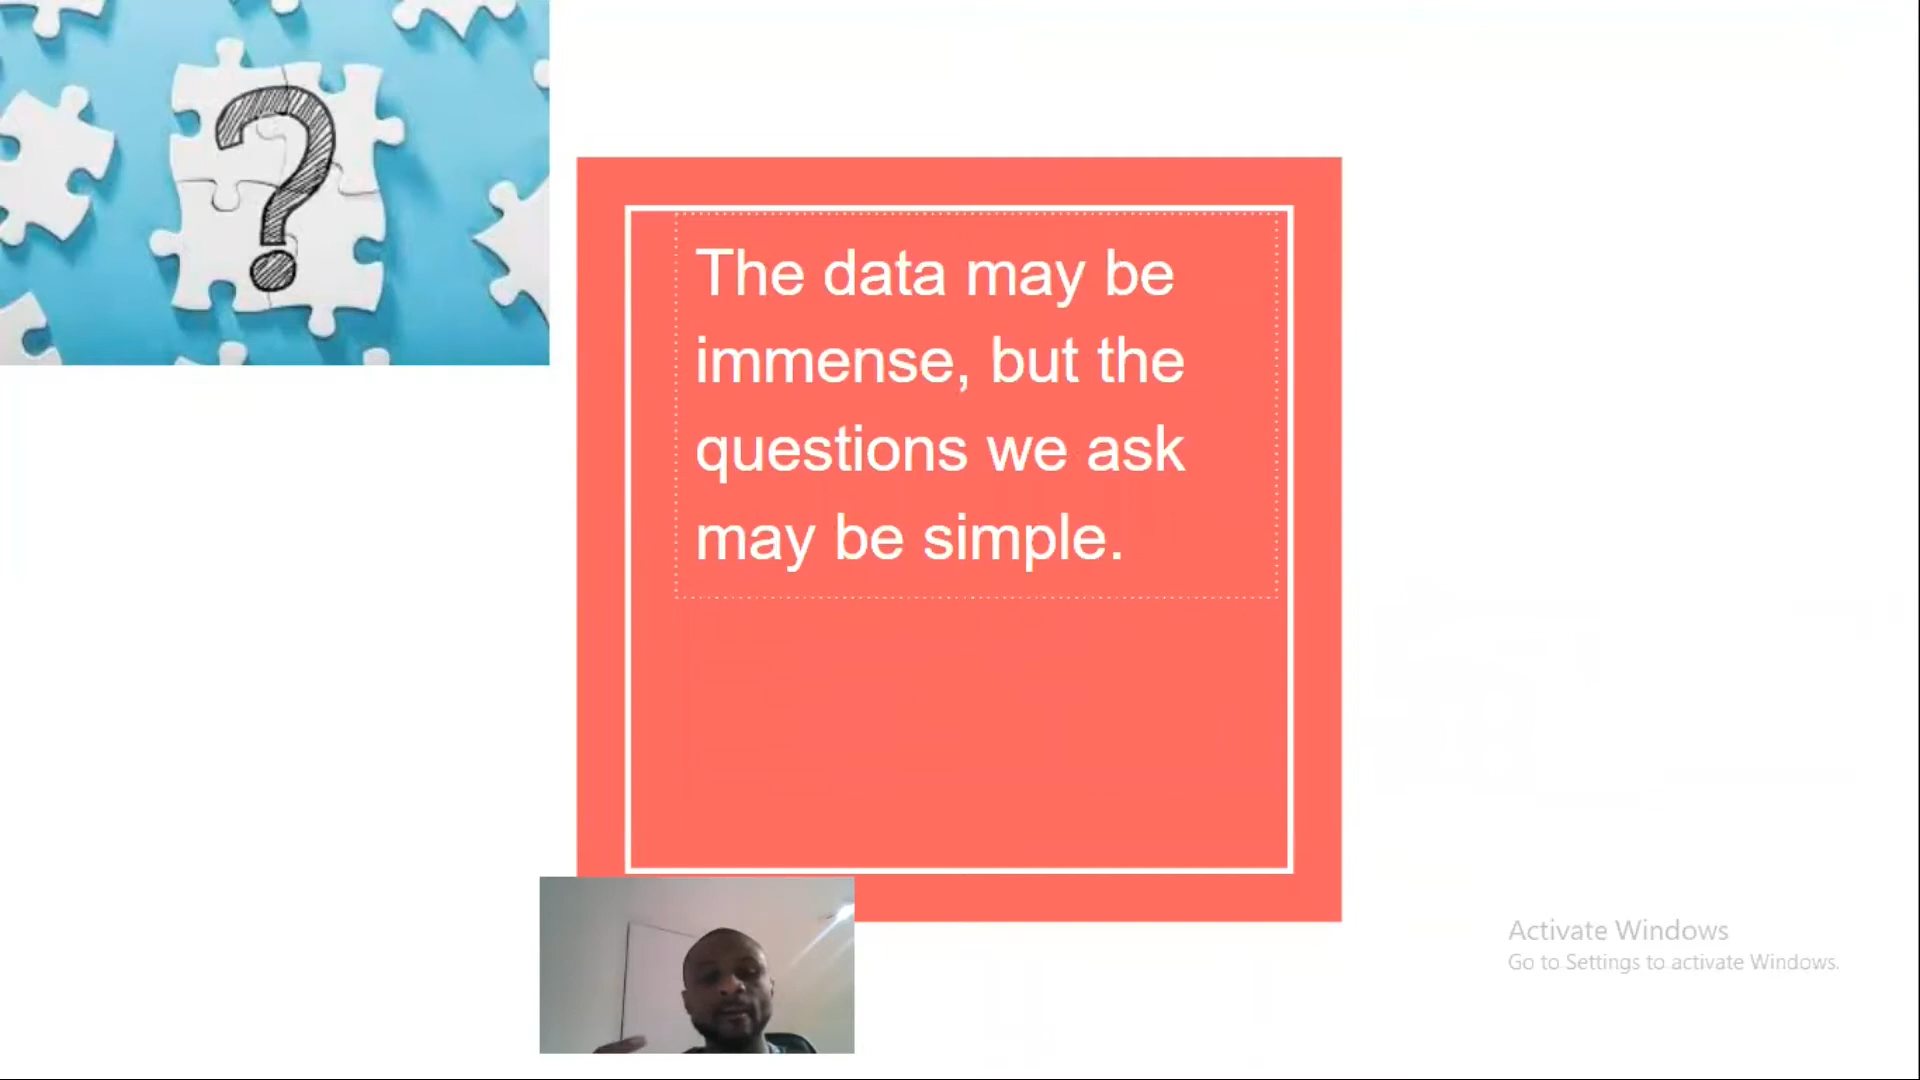 The data may be
immense, but the
questions we ask
may be simple.
Activate Windows
Go to Settings to activate Windows.